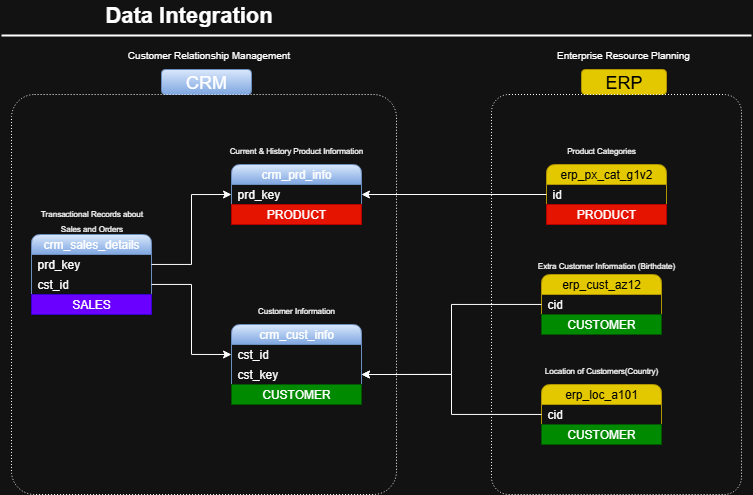 Data Integration
Customer Relationship Management
CRM
Enterprise Resource Planning
ERP
Current & History Product Information
crm_prd_info
prd_key
PRODUCT
Product Categories
erp_px_cat_g1v2
id
PRODUCT
Transactional Records about
Sales and Orders
crm_sales_details
prd_key
cst_id
SALES
Extra Customer Information (Birthdate)
erp_cust_az12
cid
CUSTOMER
Customer Information
crm_cust_info
cst_id
cst_key
CUSTOMER
Location of Customers(Country)
erp_loc_a101
cid
CUSTOMER